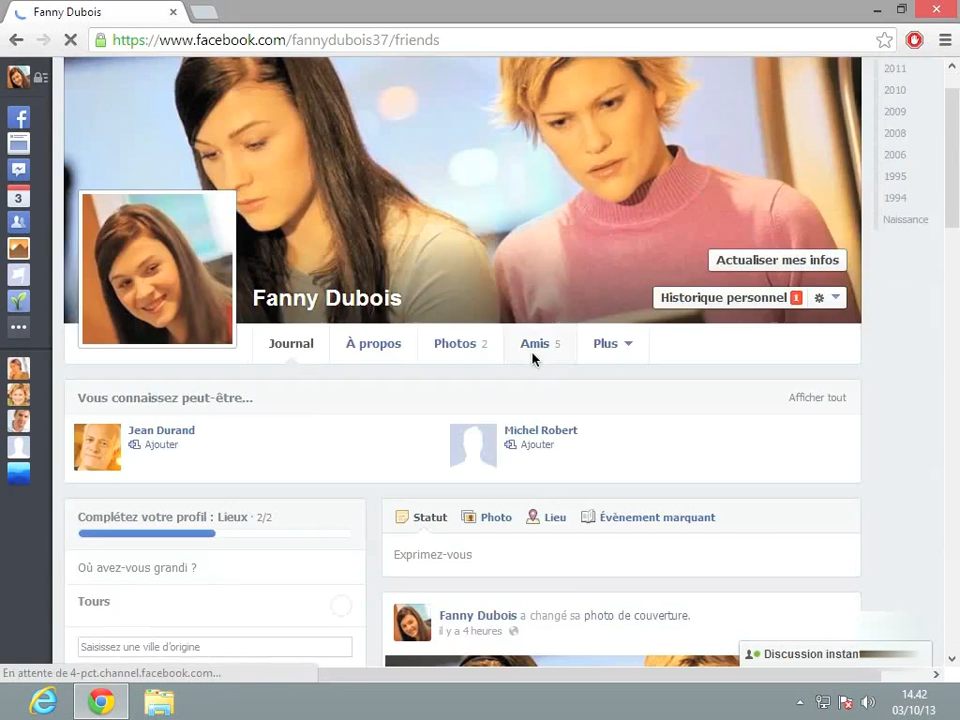 Fanny Dubois
https://www.facebook.com/fannydubois37/friends
2011
2010
2009
2008
2006
1995
1994
Naissance
3
Actualiser mes infos
Fanny Dubois
Historique personnel 1
Journal
À propos
Photos 2
Amis 5
Plus
Vous connaissez peut-être...
Afficher tout
Jean Durand
Ajouter
Michel Robert
Ajouter
Complétez votre profil : Lieux · 2/2
Où avez-vous grandi ?
Tours
Saisissez une ville d'origine
Statut
Photo
Lieu
Évènement marquant
Exprimez-vous
Fanny Dubois a changé sa photo de couverture.
il y a 4 heures
Discussion instan
En attente de 4-pct.channel.facebook.com...
14.42
03/10/13